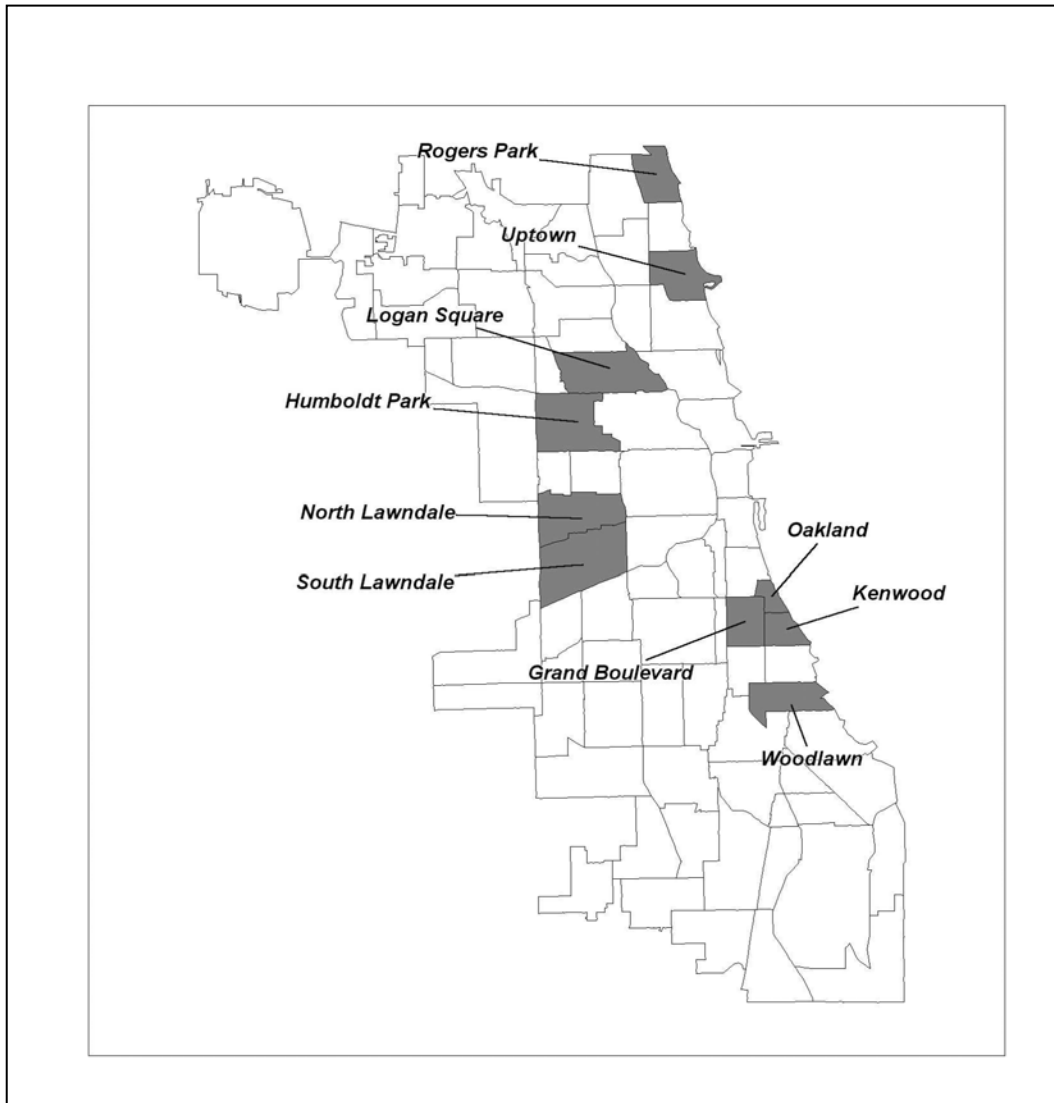 Rogers Park
Uptown
Logan Square
Humboldt Park
North Lawndale
Oakland
South Lawndale
Kenwood
Grand Boulevard
Woodlawn